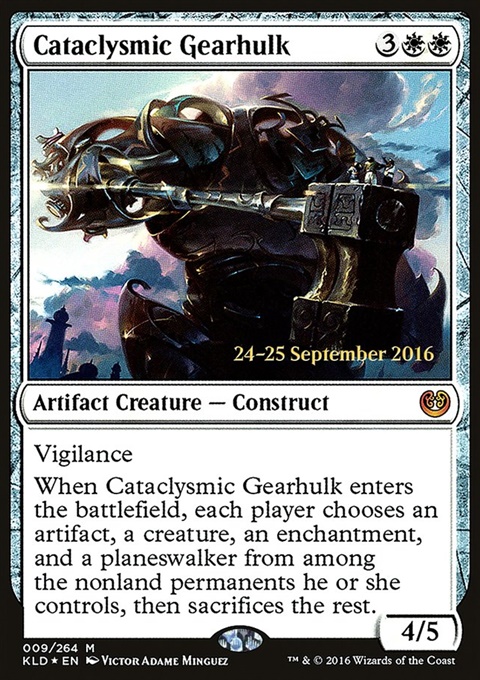 Cataclysmic Gearhulk 3
24-25 September 2016
Artifact Creature — Construct
Vigilance
When Cataclysmic Gearhulk enters
the battlefield, each player chooses an
artifact, a creature, an enchantment,
and a planeswalker from among
the nonland permanents he or she
controls, then sacrifices the rest.
4/5
009/264 M
KLD ★ EN Victor Adame Minguez
™ & © 2016 Wizards of the Coast